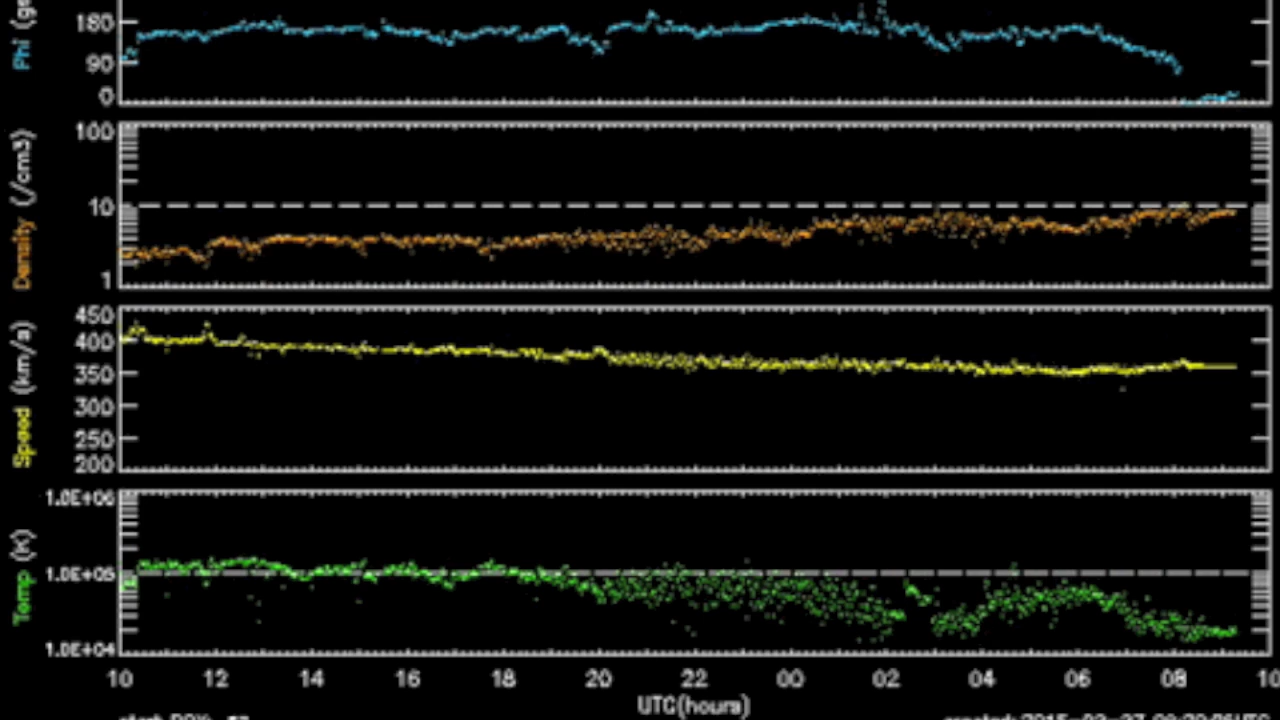 Phi (ge
180
90
0
Density (/cm3)
100
10
1
Speed (km/s)
450
400
350
300
250
200
Temp (K)
1.0E+06
1.0E+05
1.0E+04
10 12 14 16 18 20 22 00 02 04 06 08 10
UTC(hours)